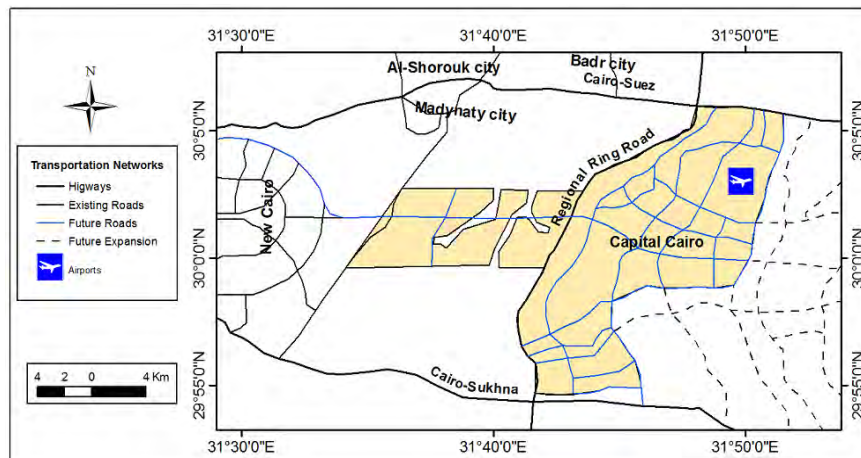 31°30'0"E
31°40'0"E
31°50'0"E
N
Transportation Networks
Higways
Existing Roads
Future Roads
Future Expansion
Airports
4 2 0 4 Km
Al-Shorouk city
Badr city
Cairo-Suez
Madynaty city
Regional Ring Road
New Cairo
Capital Cairo
Cairo-Sukhna
30°5'0"N
30°0'0"N
29°55'0"N
30°5'0"N
30°0'0"N
29°55'0"N
31°30'0"E
31°40'0"E
31°50'0"E